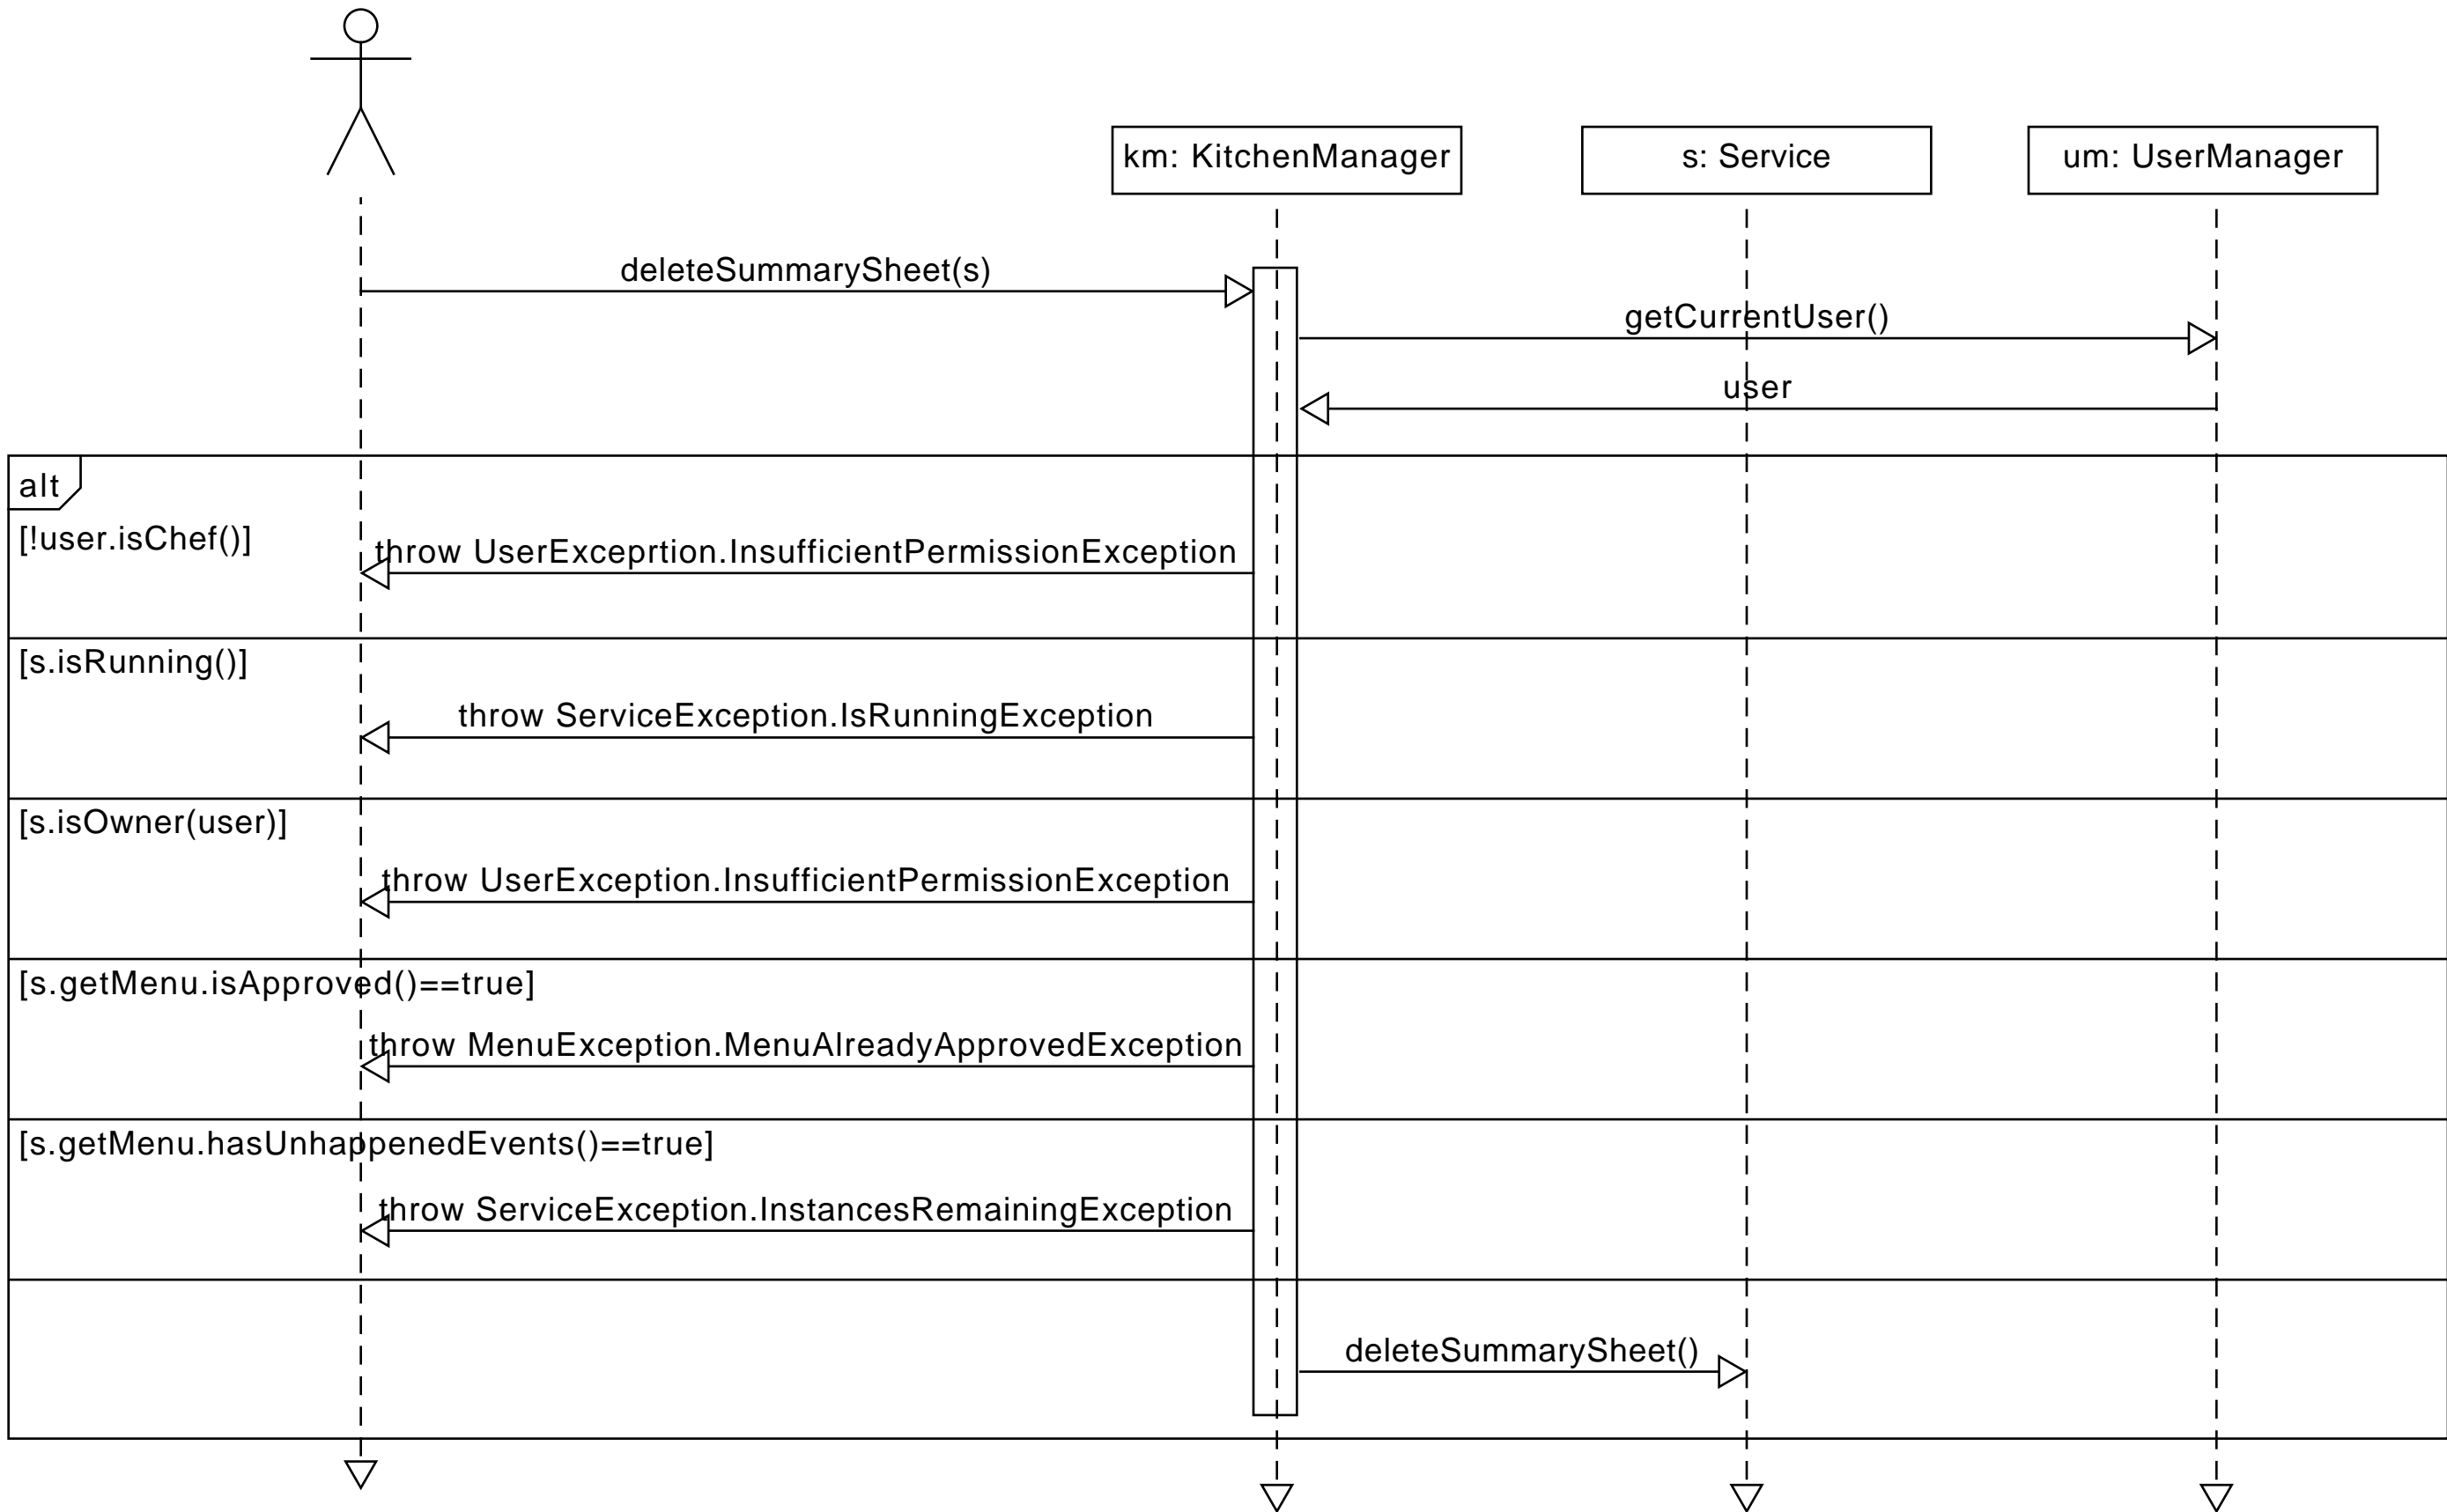 km: KitchenManager
s: Service
um: UserManager
deleteSummarySheet(s)
getCurrentUser()
user
alt
[!user.isChef()]
throw UserExceprtion.InsufficientPermissionException
[s.isRunning()]
throw ServiceException.IsRunningException
[s.isOwner(user)]
throw UserException.InsufficientPermissionException
[s.getMenu.isApproved()==true]
throw MenuException.MenuAlreadyApprovedException
[s.getMenu.hasUnhappenedEvents()==true]
throw ServiceException.InstancesRemainingException
deleteSummarySheet()